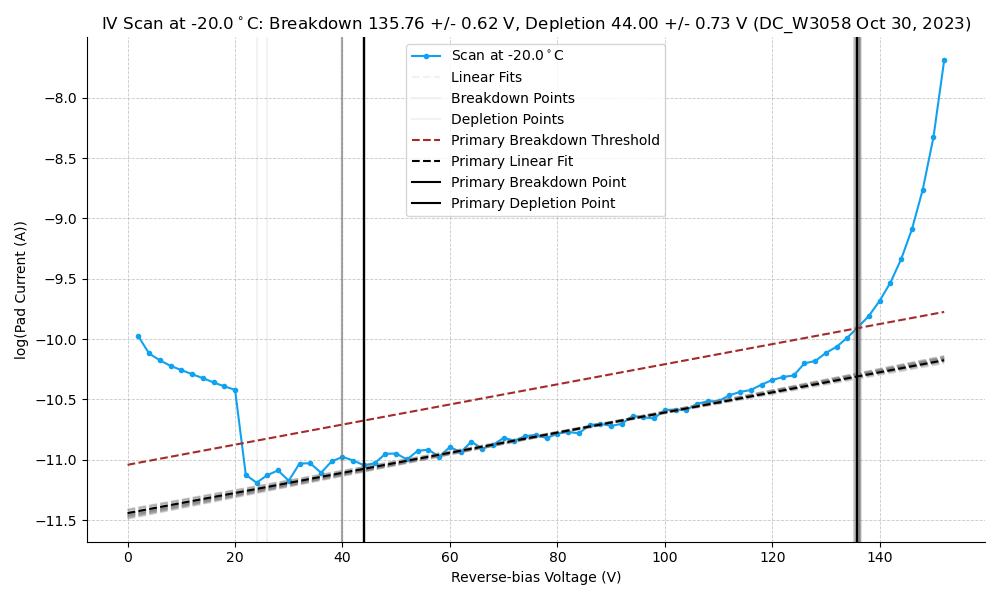 IV Scan at -20.0°C: Breakdown 135.76 +/- 0.62 V, Depletion 44.00 +/- 0.73 V (DC_W3058 Oct 30, 2023)
Scan at -20.0°C
Linear Fits
Breakdown Points
Depletion Points
Primary Breakdown Threshold
Primary Linear Fit
Primary Breakdown Point
Primary Depletion Point
log(Pad Current (A))
−8.0
−8.5
−9.0
−9.5
−10.0
−10.5
−11.0
−11.5
0 20 40 60 80 100 120 140
Reverse-bias Voltage (V)